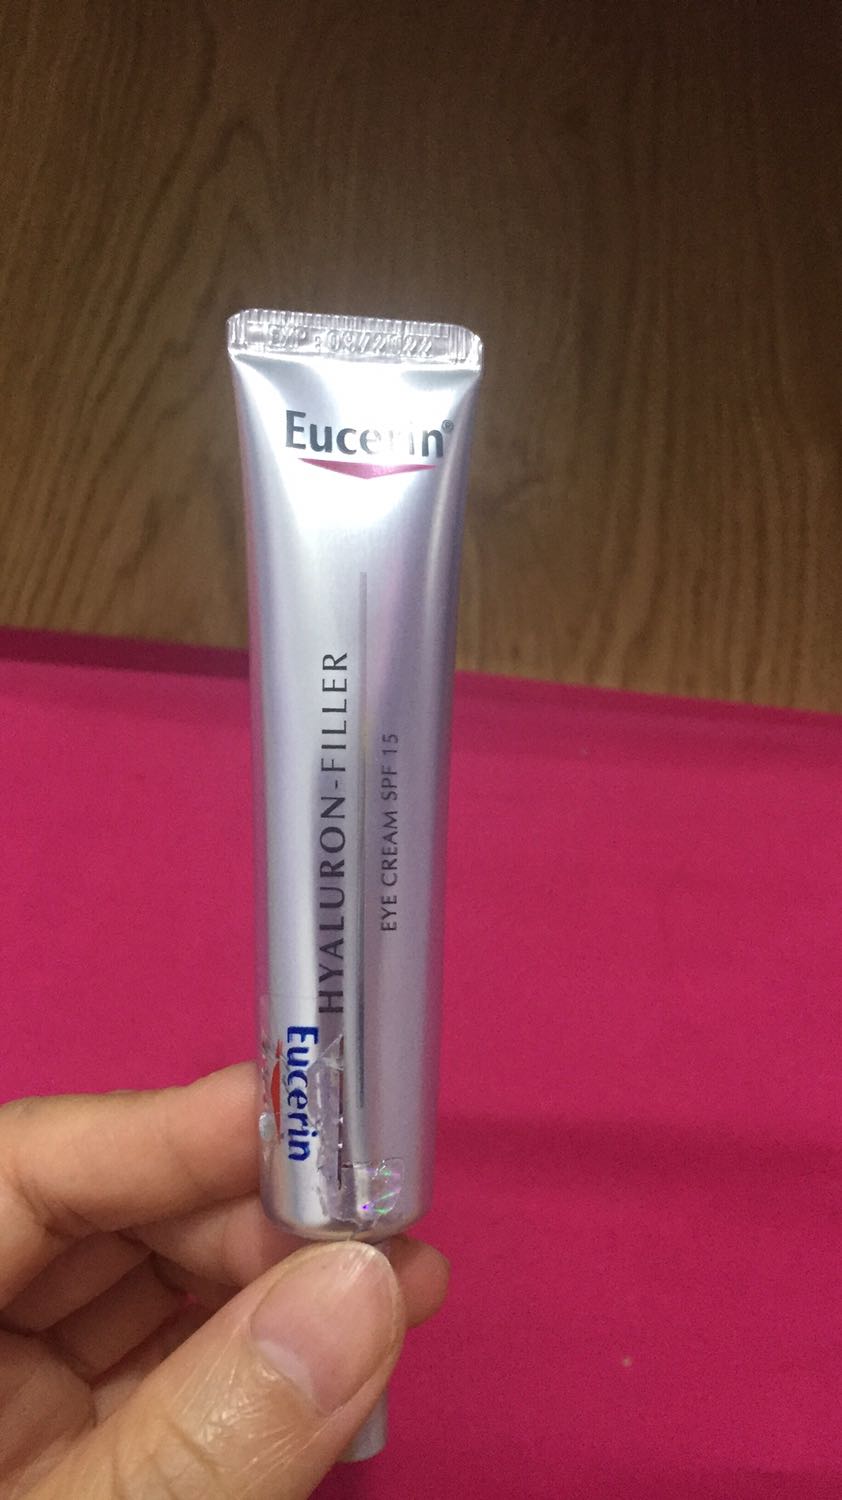 Eucerin®
HYALURON-FILLER
EYE CREAM SPF 15
Eucerin